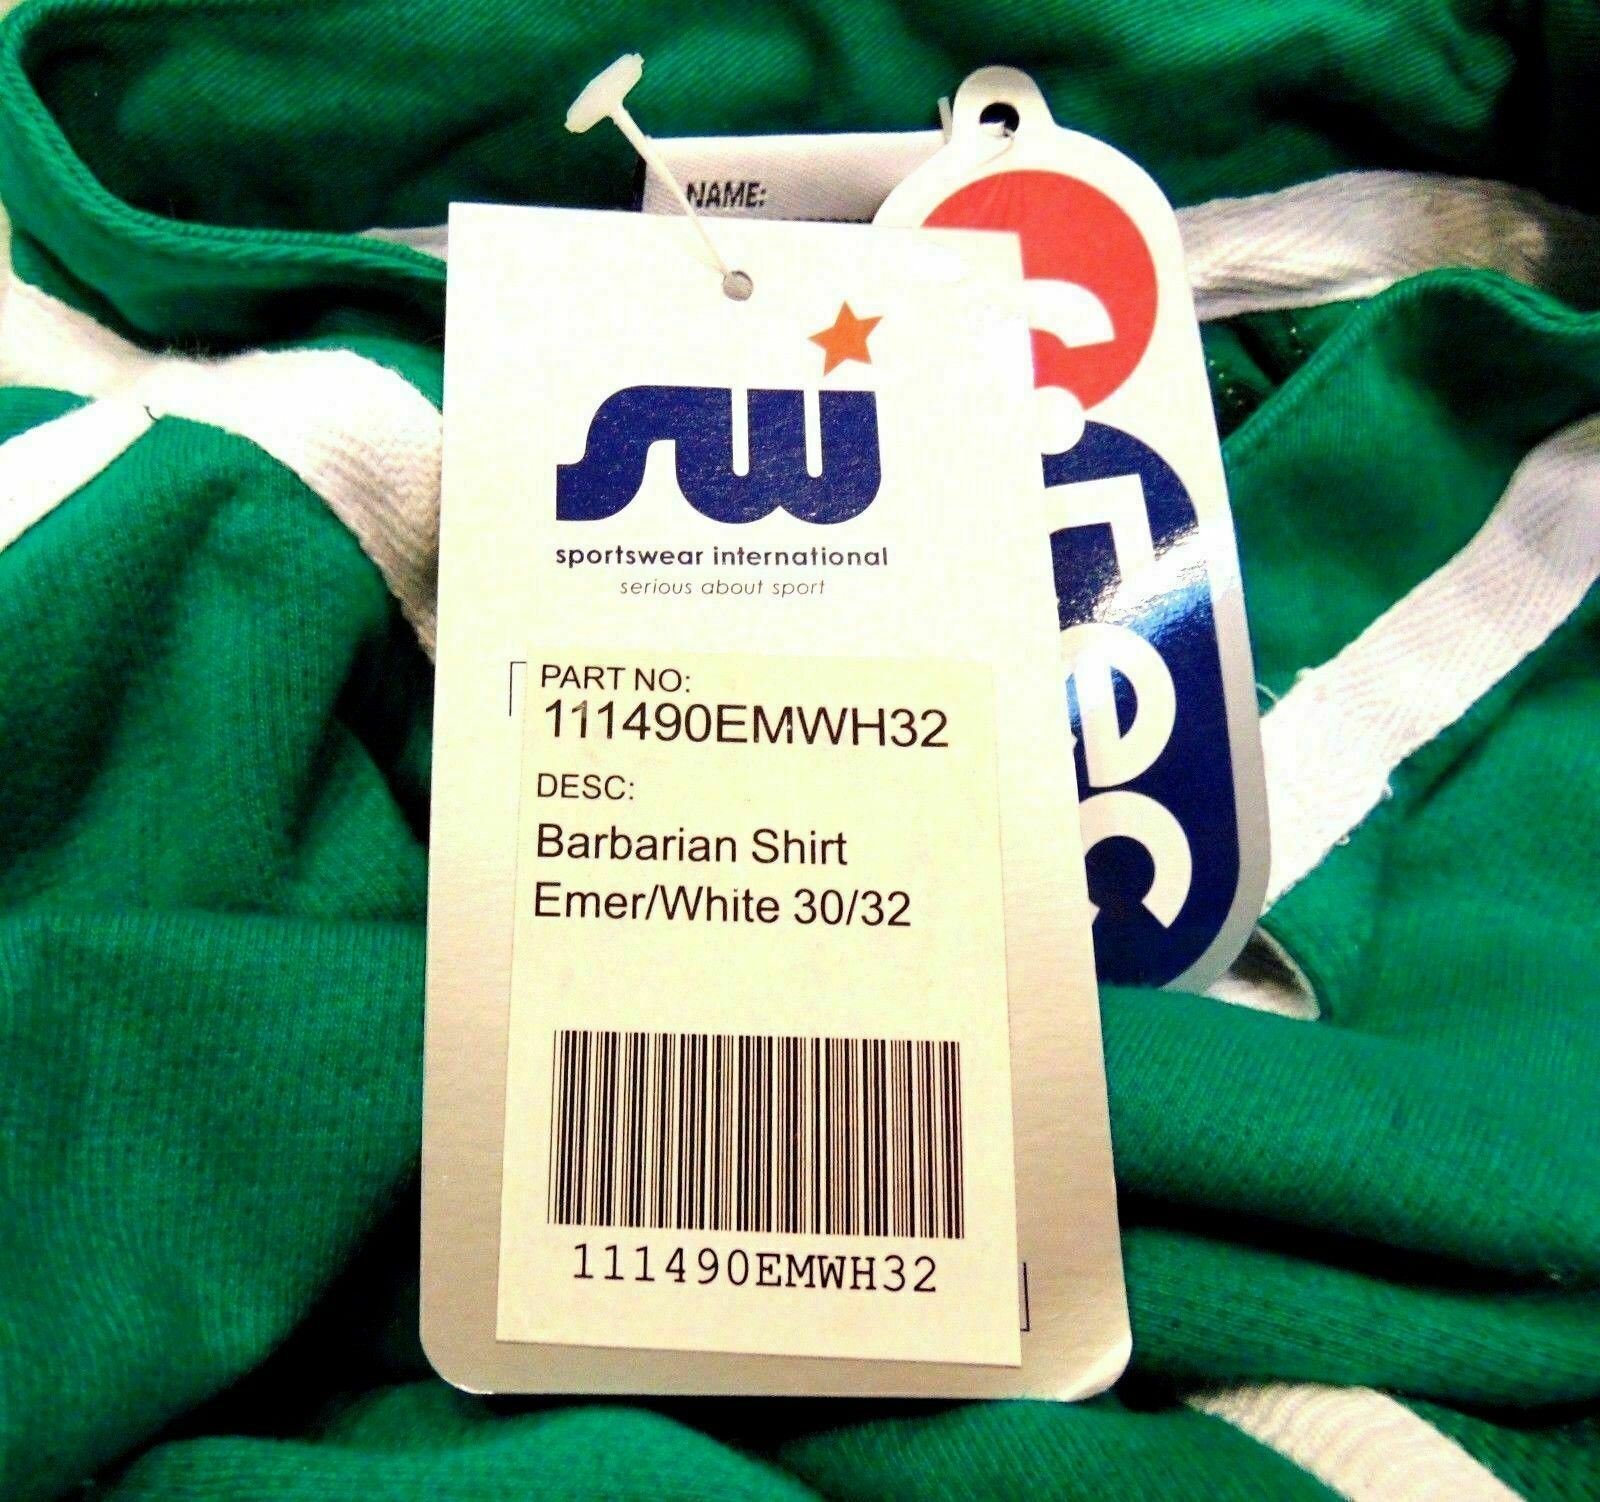 NAME:
sw
sportswear international
serious about sport
PART NO:
111490EMWH32
DESC:
Barbarian Shirt
Emer/White 30/32
111490EMWH32